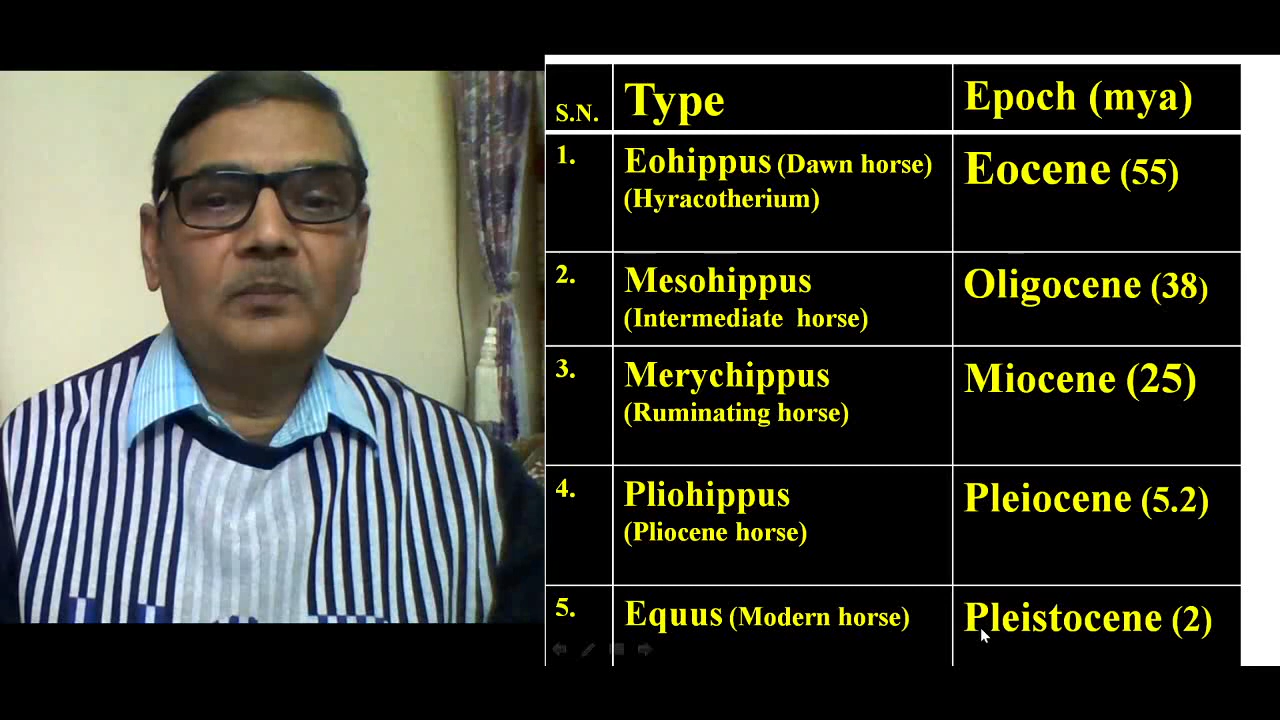 S.N. Type Epoch (mya)
1. Eohippus (Dawn horse) Eocene (55)
(Hyracotherium)
2. Mesohippus Oligocene (38)
(Intermediate horse)
3. Merychippus Miocene (25)
(Ruminating horse)
4. Pliohippus Pleiocene (5.2)
(Pliocene horse)
5. Equus (Modern horse) Pleistocene (2)